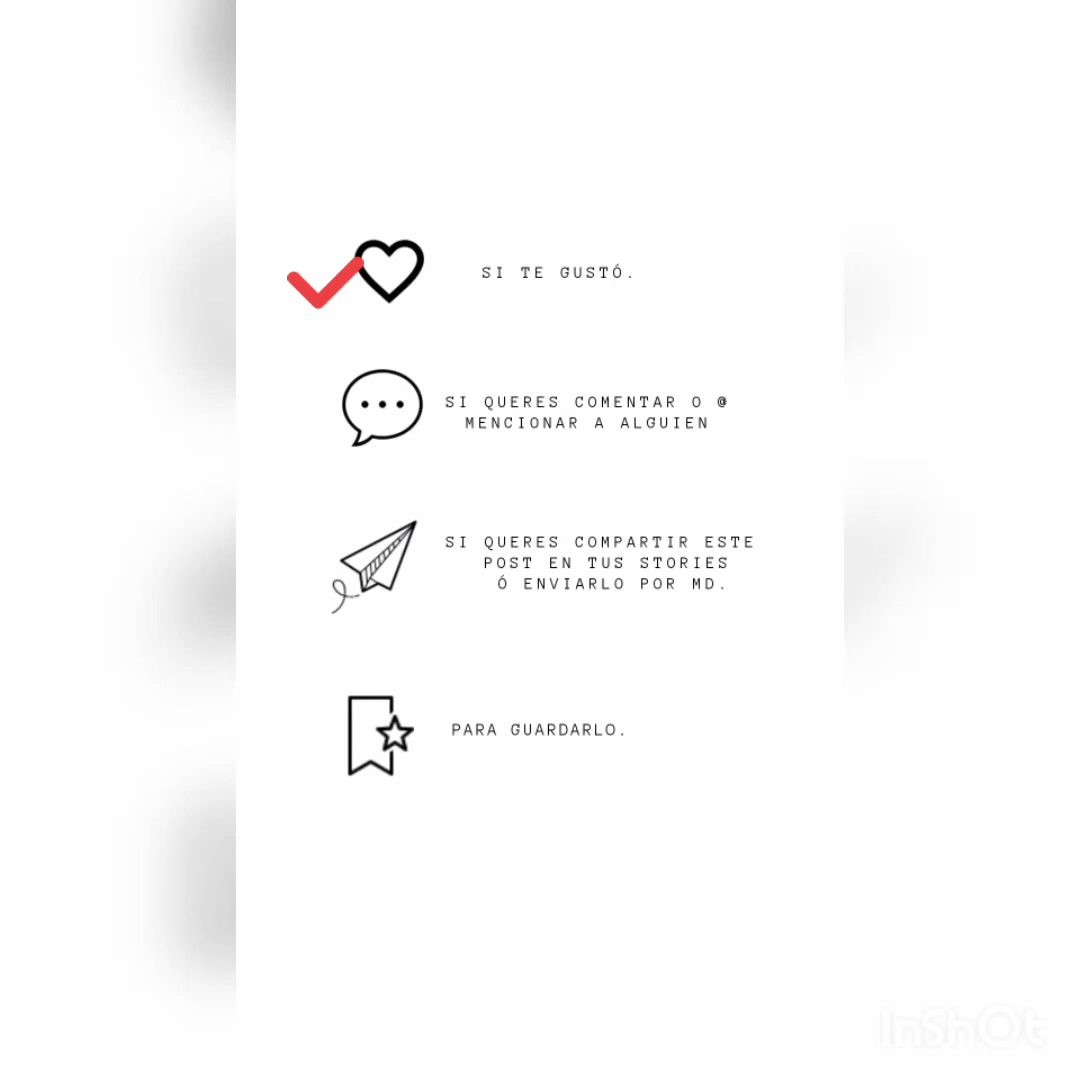 SI TE GUSTÓ.
SI QUERES COMENTAR O @
MENCIONAR A ALGUIEN
SI QUERES COMPARTIR ESTE
POST EN TUS STORIES
Ó ENVIARLO POR MD.
PARA GUARDARLO.
InShOt